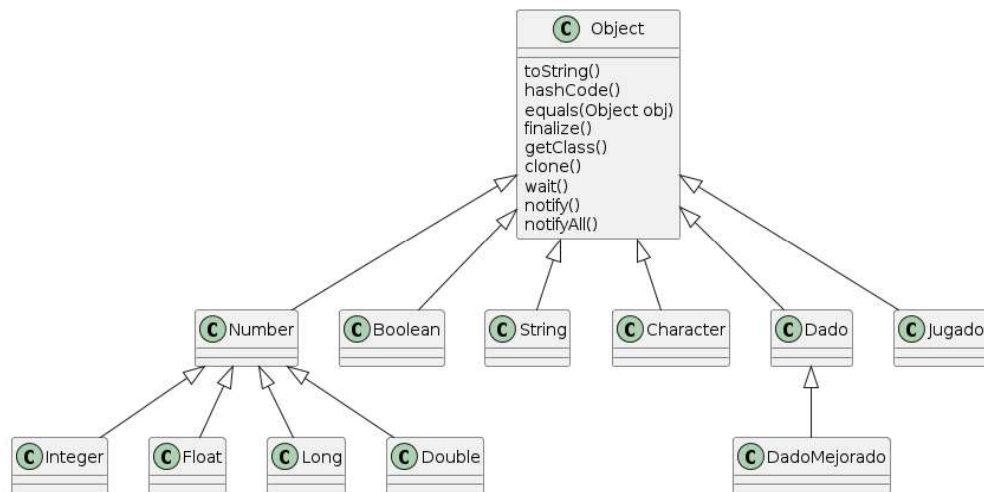 C Object
toString()
hashCode()
equals(Object obj)
finalize()
getClass()
clone()
wait()
notify()
notifyAll()
C Number
C Boolean
C String
C Character
C Dado
C Jugado
C Integer
C Float
C Long
C Double
C DadoMejorado